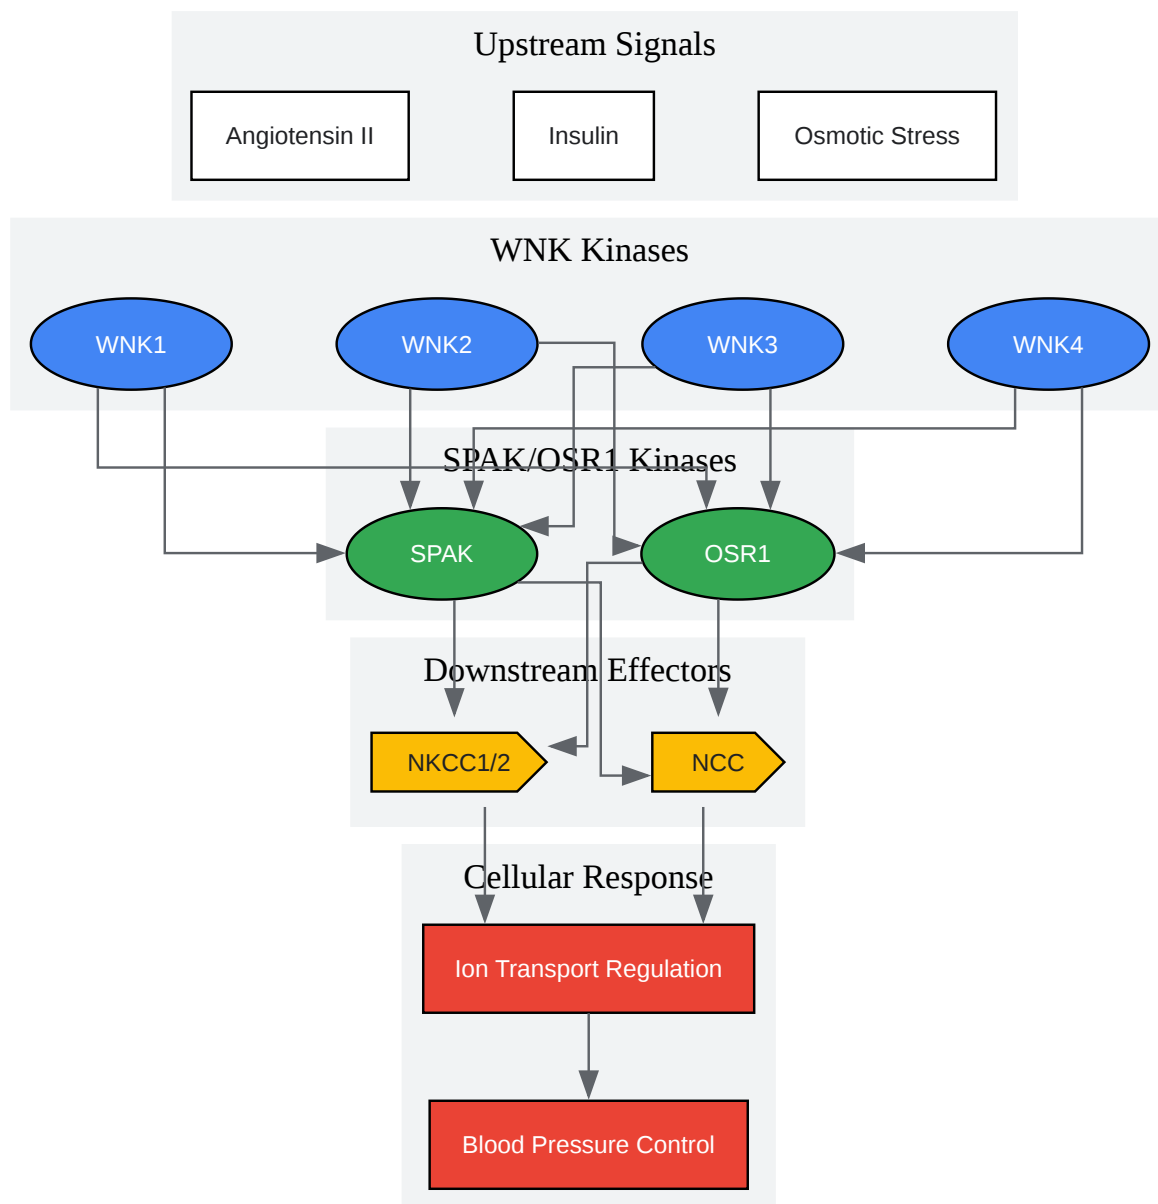 Upstream Signals
Angiotensin II
Insulin
Osmotic Stress
WNK Kinases
WNK1
WNK2
WNK3
WNK4
SPAK/OSR1 Kinases
SPAK
OSR1
Downstream Effectors
NKCC1/2
NCC
Cellular Response
Ion Transport Regulation
Blood Pressure Control